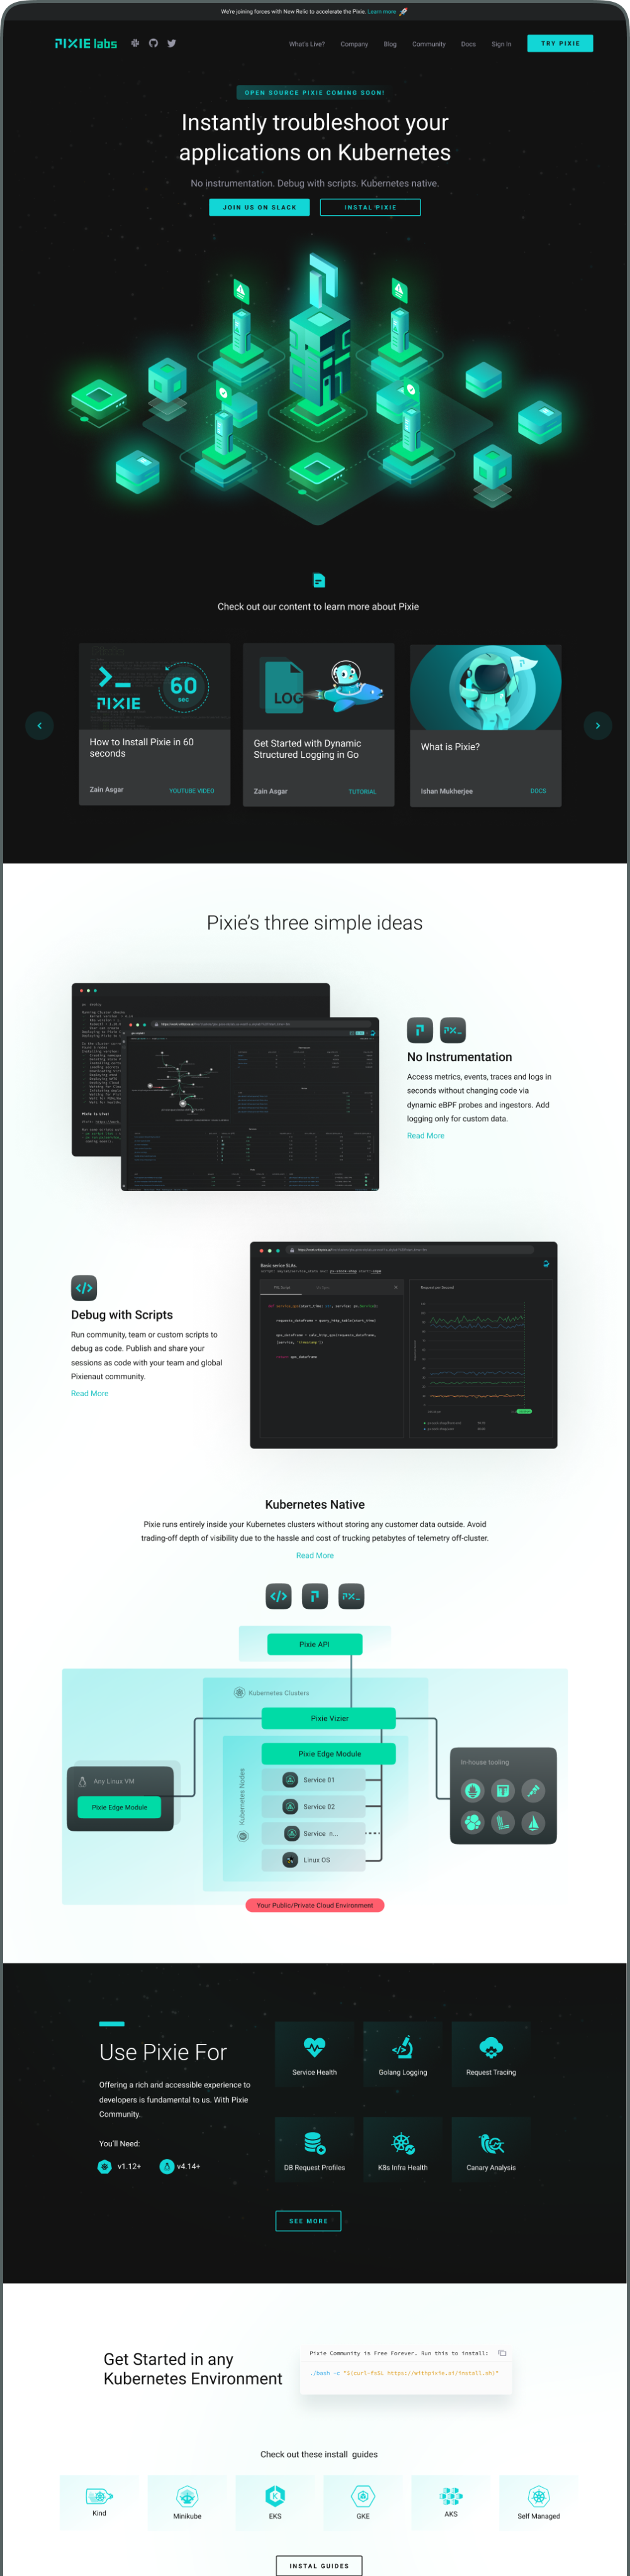 We're joining forces with New Relic to accelerate the Pixie. Learn more
PIXIE labs
What's Live?
Company
Blog
Community
Docs
Sign In
TRY PIXIE
OPEN SOURCE PIXIE COMING SOON!
Instantly troubleshoot your
applications on Kubernetes
No instrumentation. Debug with scripts. Kubernetes native.
JOIN US ON SLACK
INSTAL PIXIE
Check out our content to learn more about Pixie
PIXIE
60
SEC
LOG
How to Install Pixie in 60
seconds
Zain Asgar
YOUTUBE VIDEO
Get Started with Dynamic
Structured Logging in Go
Zain Asgar
TUTORIAL
What is Pixie?
Ishan Mukherjee
DOCS
Pixie's three simple ideas
No Instrumentation
Access metrics, events, traces and logs in
seconds without changing code via
dynamic eBPF probes and ingestors. Add
logging only for custom data.
Read More
Debug with Scripts
Run community, team or custom scripts to
debug as code. Publish and share your
sessions as code with your team and global
Pixienaut community.
Read More
Kubernetes Native
Pixie runs entirely inside your Kubernetes clusters without storing any customer data outside. Avoid
trading-off depth of visibility due to the hassle and cost of trucking petabytes of telemetry off-cluster.
Read More
Pixie API
Kubernetes Clusters
Pixie Vizier
Pixie Edge Module
Kubernetes Nodes
Service 01
Service 02
Service n...
Linux OS
Any Linux VM
Pixie Edge Module
In-house tooling
Your Public/Private Cloud Environment
Use Pixie For
Offering a rich and accessible experience to
developers is fundamental to us. With Pixie
Community.
You'll Need:
v1.12+
v4.14+
Service Health
Golang Logging
Request Tracing
DB Request Profiles
K8s Infra Health
Canary Analysis
SEE MORE
Get Started in any
Kubernetes Environment
Pixie Community is Free Forever. Run this to install:
./bash -c "$(curl-fsSL https://withpixie.ai/install.sh)"
Check out these install guides
Kind
Minikube
EKS
GKE
AKS
Self Managed
INSTAL GUIDES